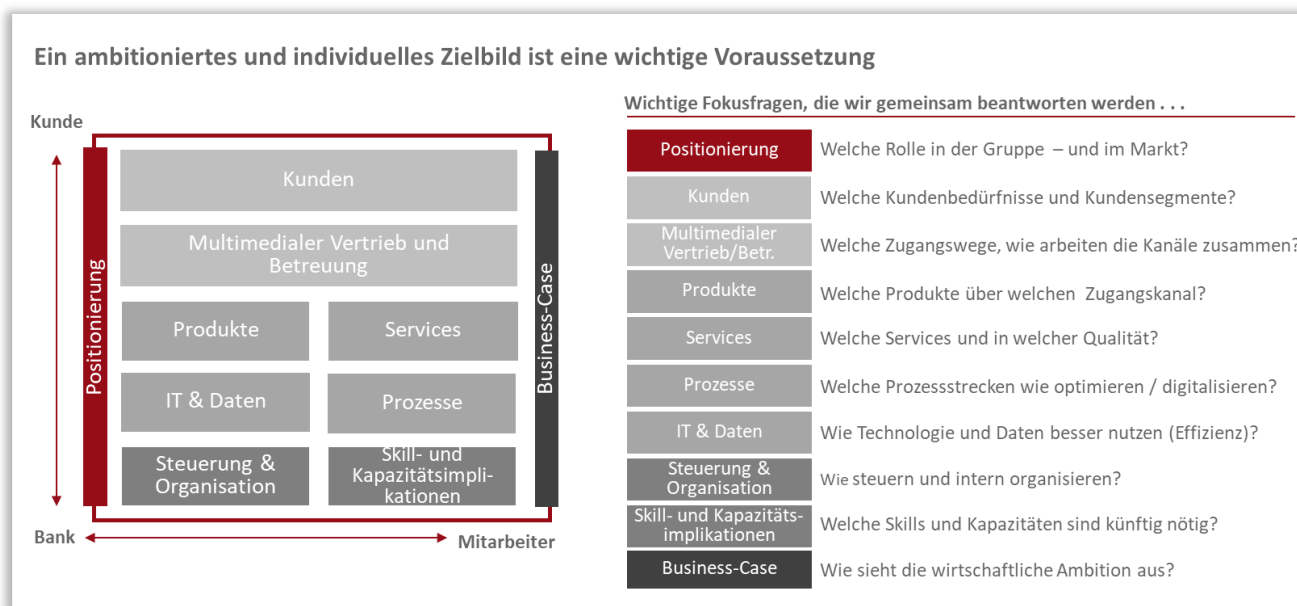 Ein ambitioniertes und individuelles Zielbild ist eine wichtige Voraussetzung
Kunde
Positionierung
Kunden
Multimedialer Vertrieb und
Betreuung
Produkte
Services
IT & Daten
Prozesse
Steuerung &
Organisation
Skill- und
Kapazitätsimpli-
kationen
Business-Case
Bank
Mitarbeiter
Wichtige Fokusfragen, die wir gemeinsam beantworten werden . . .
Positionierung
Welche Rolle in der Gruppe – und im Markt?
Kunden
Welche Kundenbedürfnisse und Kundensegmente?
Multimedialer
Vertrieb/Betr.
Welche Zugangswege, wie arbeiten die Kanäle zusammen?
Produkte
Welche Produkte über welchen Zugangskanal?
Services
Welche Services und in welcher Qualität?
Prozesse
Welche Prozessstrecken wie optimieren / digitalisieren?
IT & Daten
Wie Technologie und Daten besser nutzen (Effizienz)?
Steuerung &
Organisation
Wie steuern und intern organisieren?
Skill- und Kapazitäts-
implikationen
Welche Skills und Kapazitäten sind künftig nötig?
Business-Case
Wie sieht die wirtschaftliche Ambition aus?